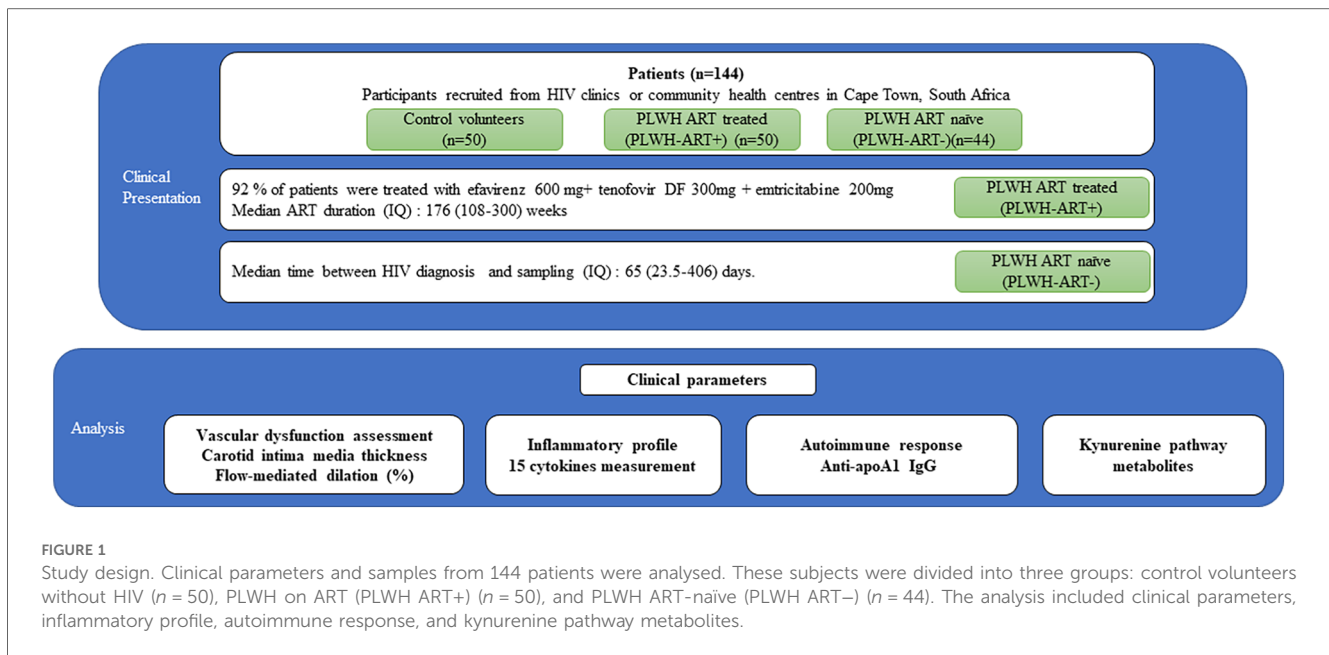 Patients (n=144)
Participants recruited from HIV clinics or community health centres in Cape Town, South Africa
Control volunteers
(n=50)
PLWH ART treated
(PLWH-ART+) (n=50)
PLWH ART naïve
(PLWH-ART-)(n=44)
Clinical
Presentation
92 % of patients were treated with efavirenz 600 mg+ tenofovir DF 300mg + emtricitabine 200mg
Median ART duration (IQ) : 176 (108-300) weeks
PLWH ART treated
(PLWH-ART+)
Median time between HIV diagnosis and sampling (IQ) : 65 (23.5-406) days.
PLWH ART naïve
(PLWH-ART-)
Clinical parameters
Analysis
Vascular dysfunction assessment
Carotid intima media thickness
Flow-mediated dilation (%)
Inflammatory profile
15 cytokines measurement
Autoimmune response
Anti-apoA1 IgG
Kynurenine pathway
metabolites
FIGURE 1
Study design. Clinical parameters and samples from 144 patients were analysed. These subjects were divided into three groups: control volunteers
without HIV (n = 50), PLWH on ART (PLWH ART+) (n = 50), and PLWH ART-naïve (PLWH ART−) (n = 44). The analysis included clinical parameters,
inflammatory profile, autoimmune response, and kynurenine pathway metabolites.